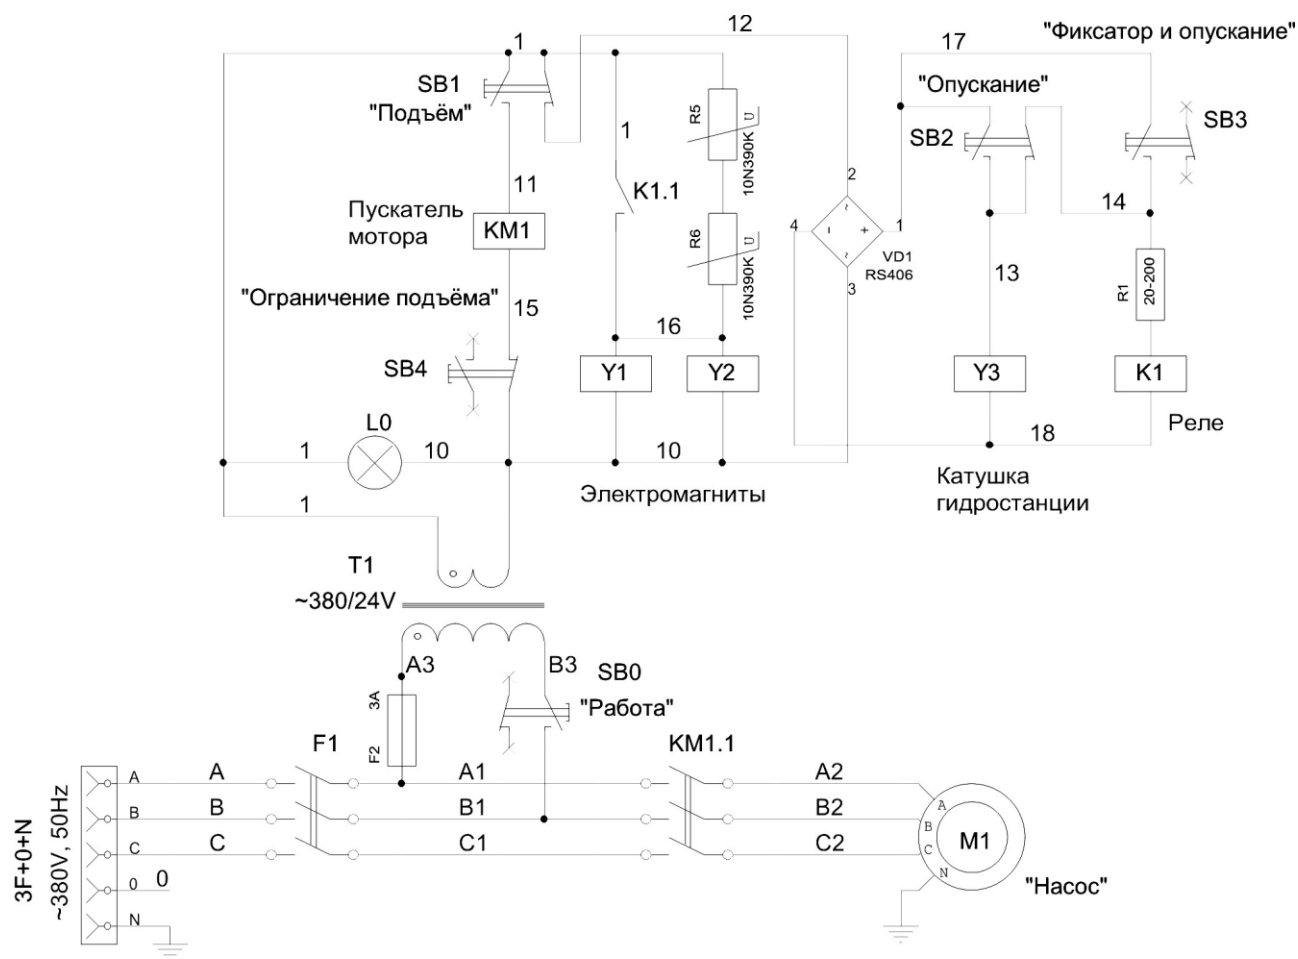 12
"Фиксатор и опускание"
1
17
SB1
"Подъём"
"Опускание"
R5
U
10N390K
SB2
SB3
1
K1.1
11
2
14
Пускатель
мотора
KM1
R6
U
10N390K
4
~
-
+
~
1
VD1
RS406
3
"Ограничение подъёма"
15
16
13
R1
20-200
SB4
Y1
Y2
Y3
K1
L0
Реле
1
10
10
18
Электромагниты
Катушка
гидростанции
1
T1
~380/24V
A3
B3
SB0
"Работа"
3A
F2
F1
KM1.1
3F+0+N
~380V, 50Hz
A
A
A1
A2
B
B
B1
B2
C
C
C1
C2
0
0
N
A
B
C
N
M1
"Насос"